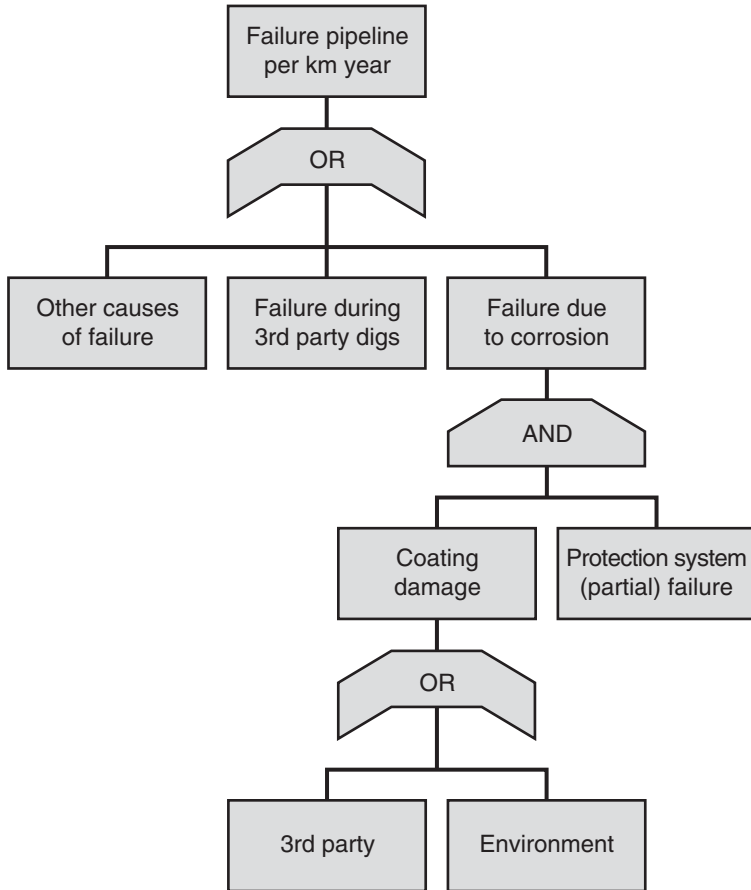 Failure pipeline
per km year
OR
Other causes
of failure
Failure during
3rd party digs
Failure due
to corrosion
AND
Coating
damage
Protection system
(partial) failure
OR
3rd party
Environment